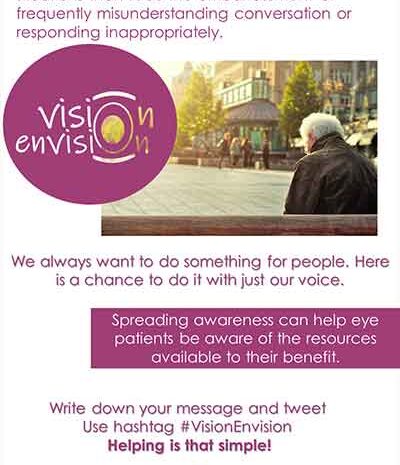 frequently misunderstanding conversation or
responding inappropriately.
vision
envision
We always want to do something for people. Here
is a chance to do it with just our voice.
Spreading awareness can help eye
patients be aware of the resources
available to their benefit.
Write down your message and tweet
Use hashtag #VisionEnvision
Helping is that simple!